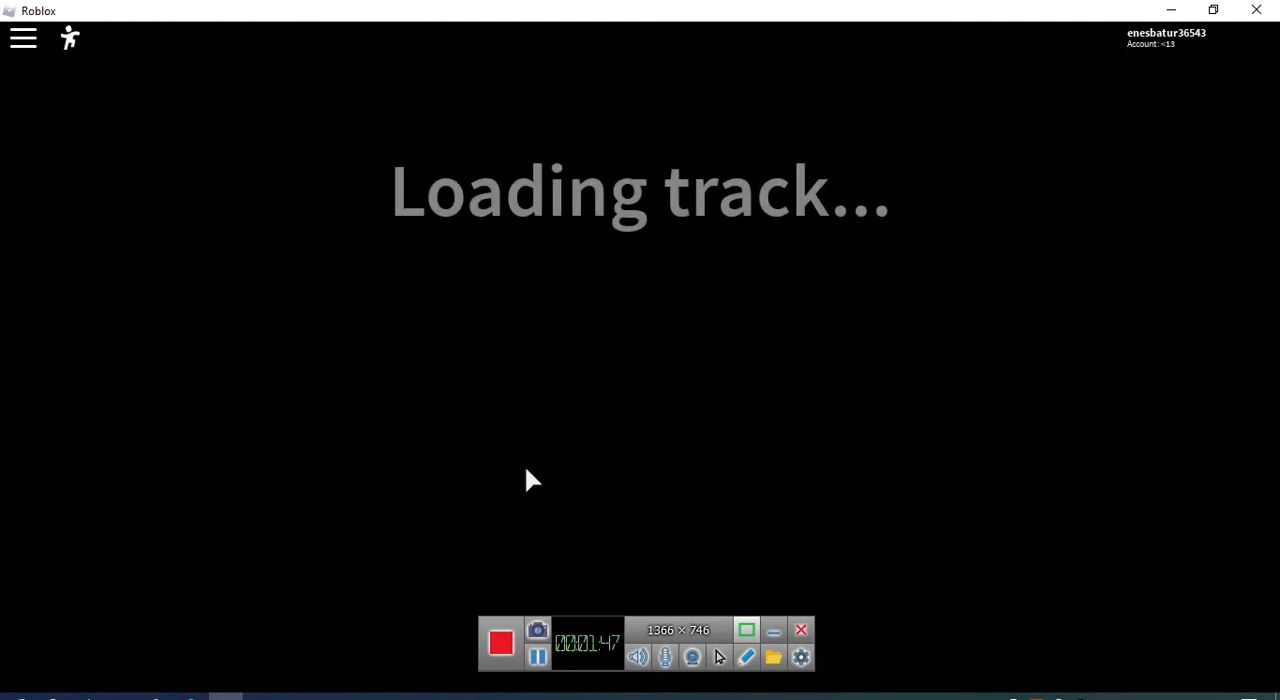 Roblox
enesbatur36543
Account: <13
Loading track...
1366 × 746
00:01:47